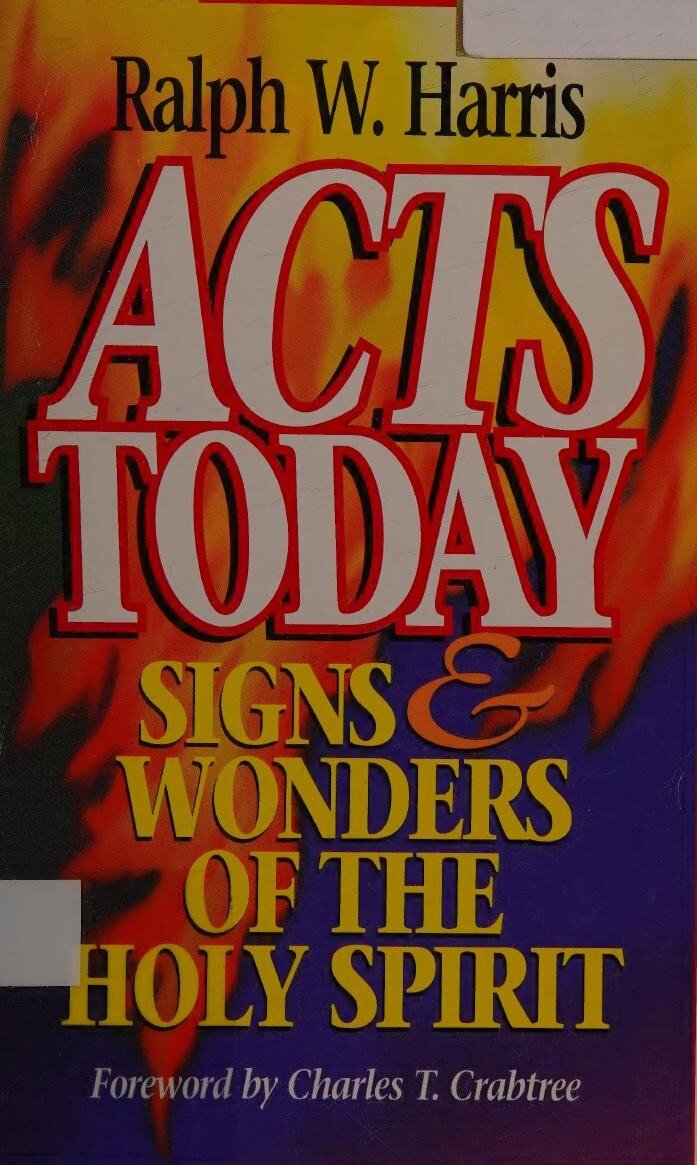 Ralph W. Harris
ACTS
TODAY
SIGNS &
WONDERS
OF THE
HOLY SPIRIT
Foreword by Charles T. Crabtree